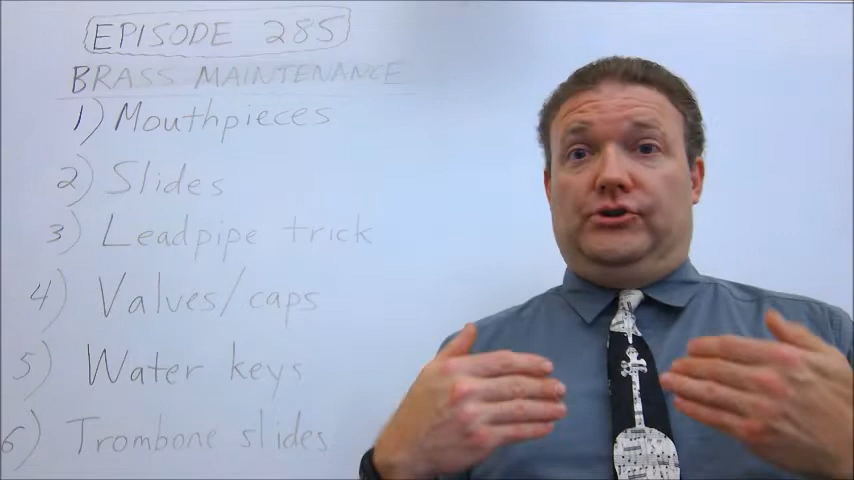 EPISODE 285
BRASS MAINTENANCE
1) Mouthpieces
2) Slides
3) Leadpipe trick
4) Valves/caps
5) Water keys
6) Trombone slides